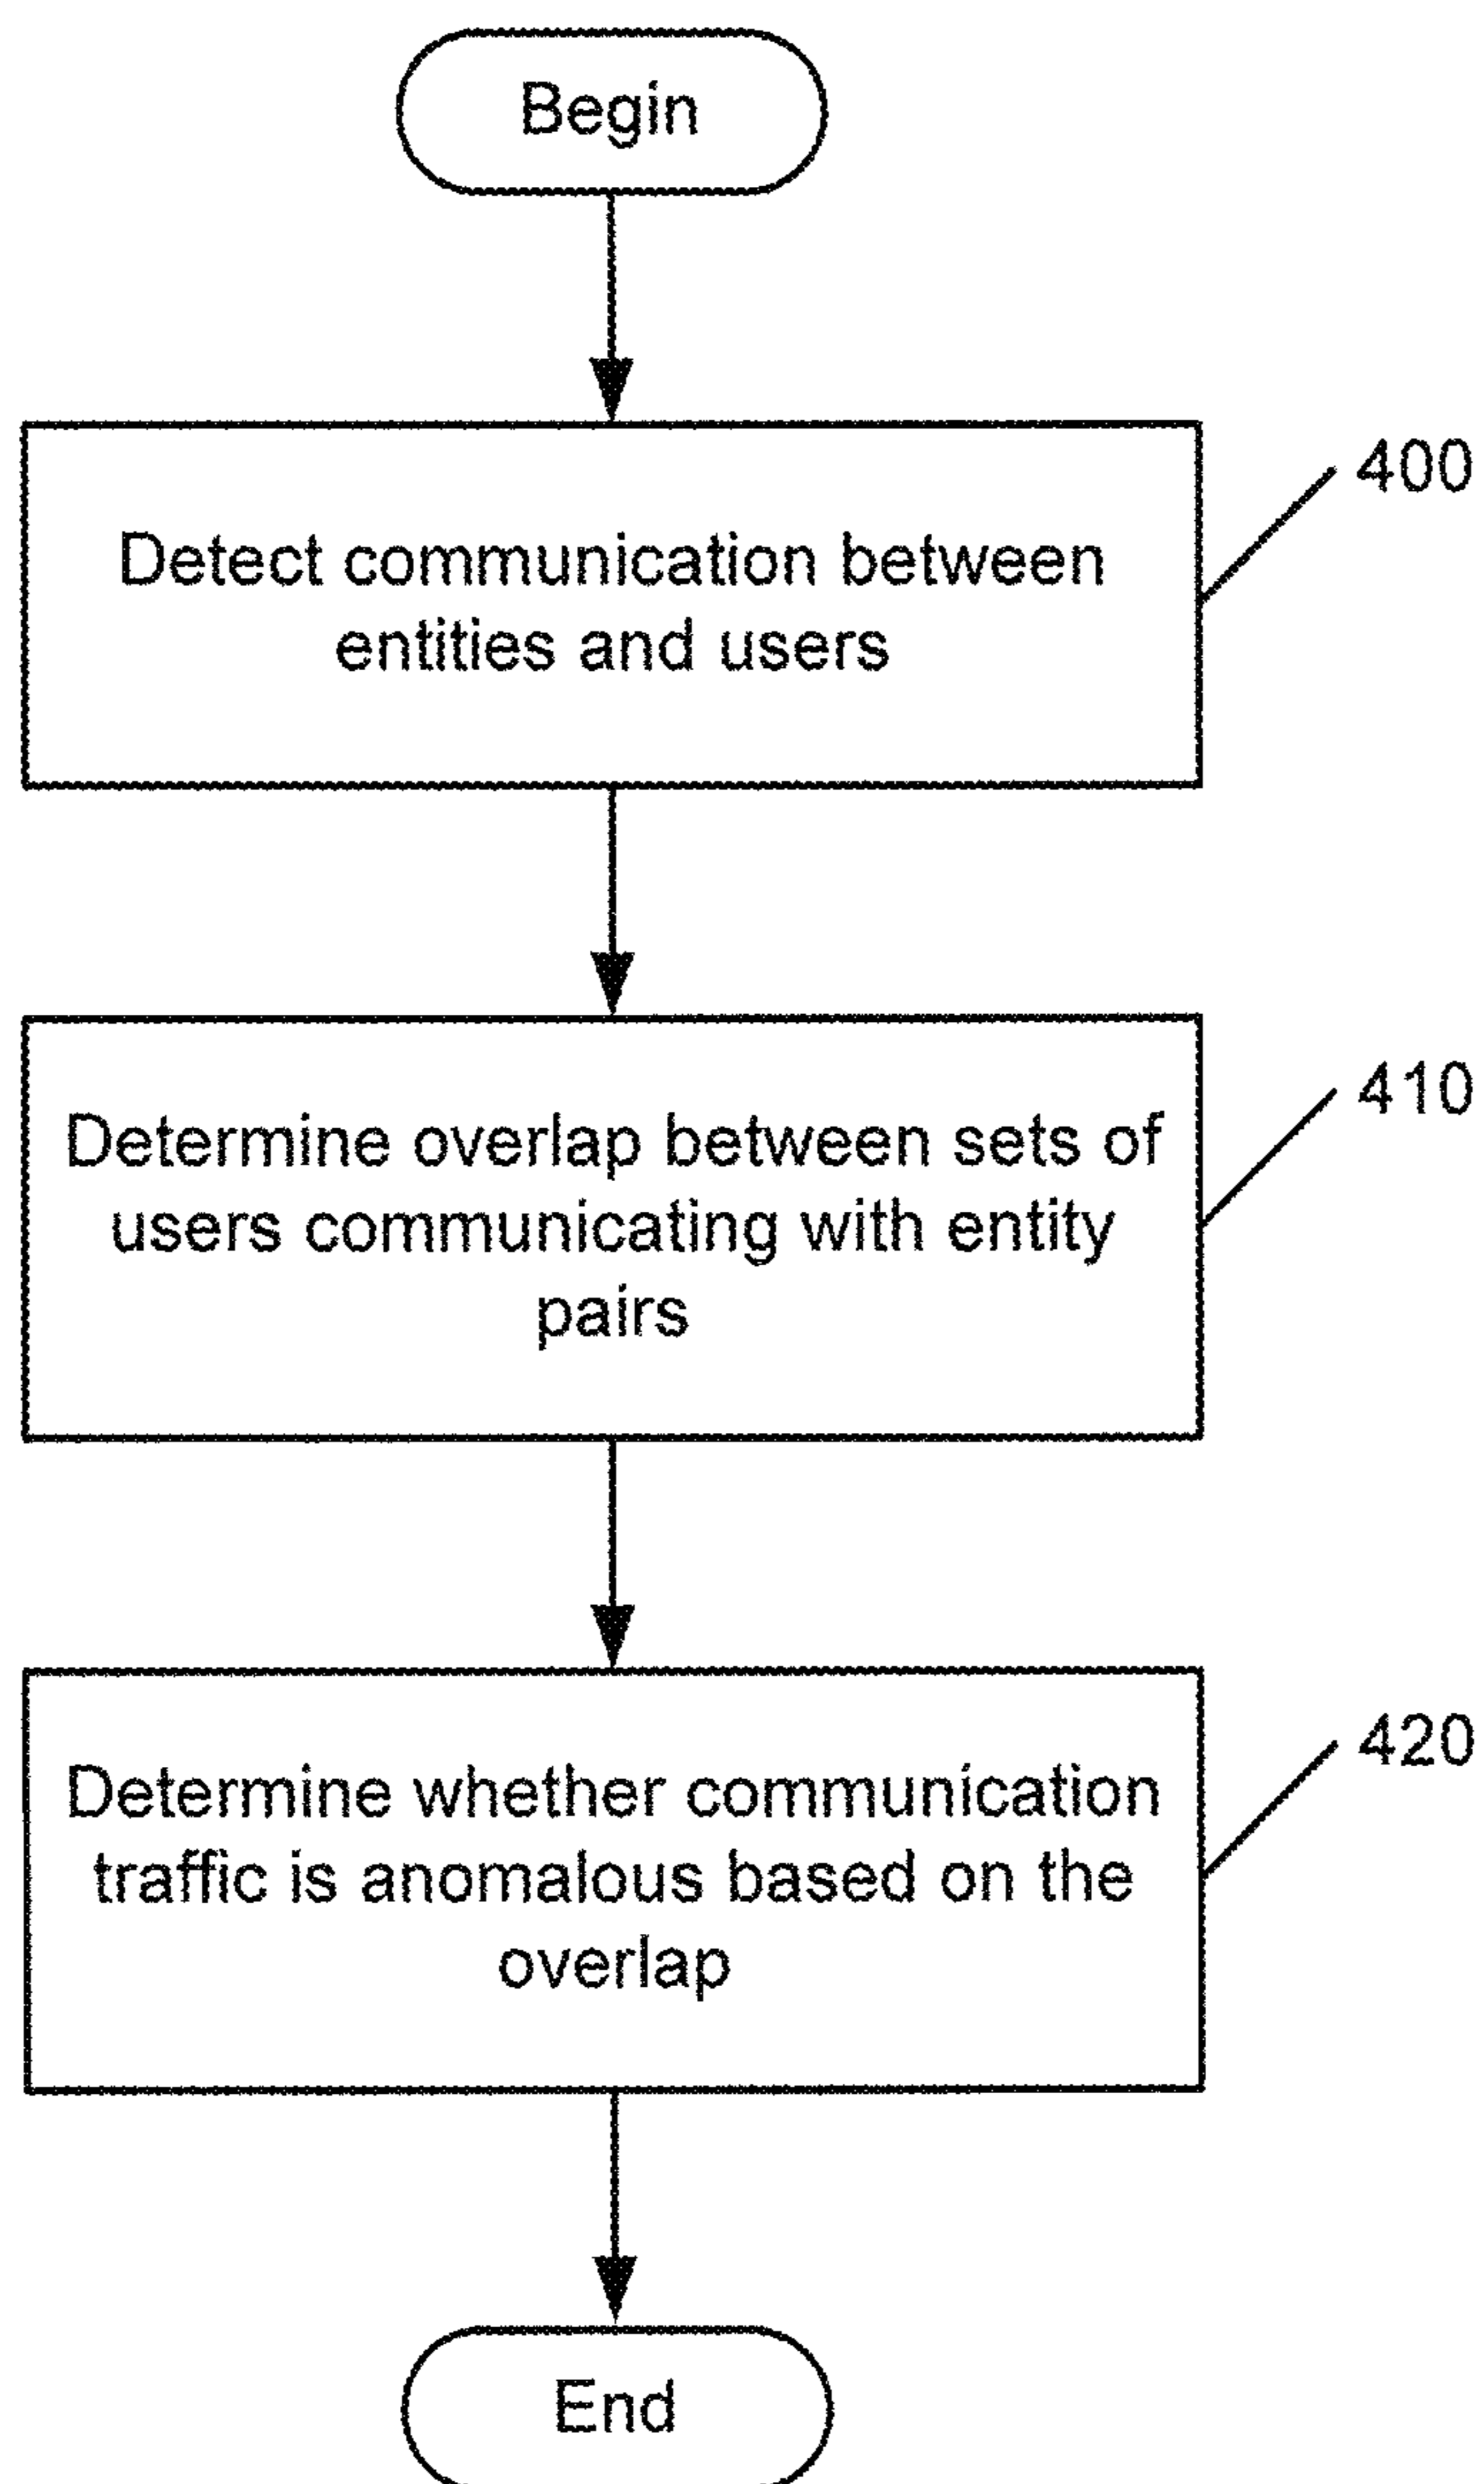 Begin
400
Detect communication between
entities and users
410
Determine overlap between sets of
users communicating with entity
pairs
420
Determine whether communication
traffic is anomalous based on the
overlap
End